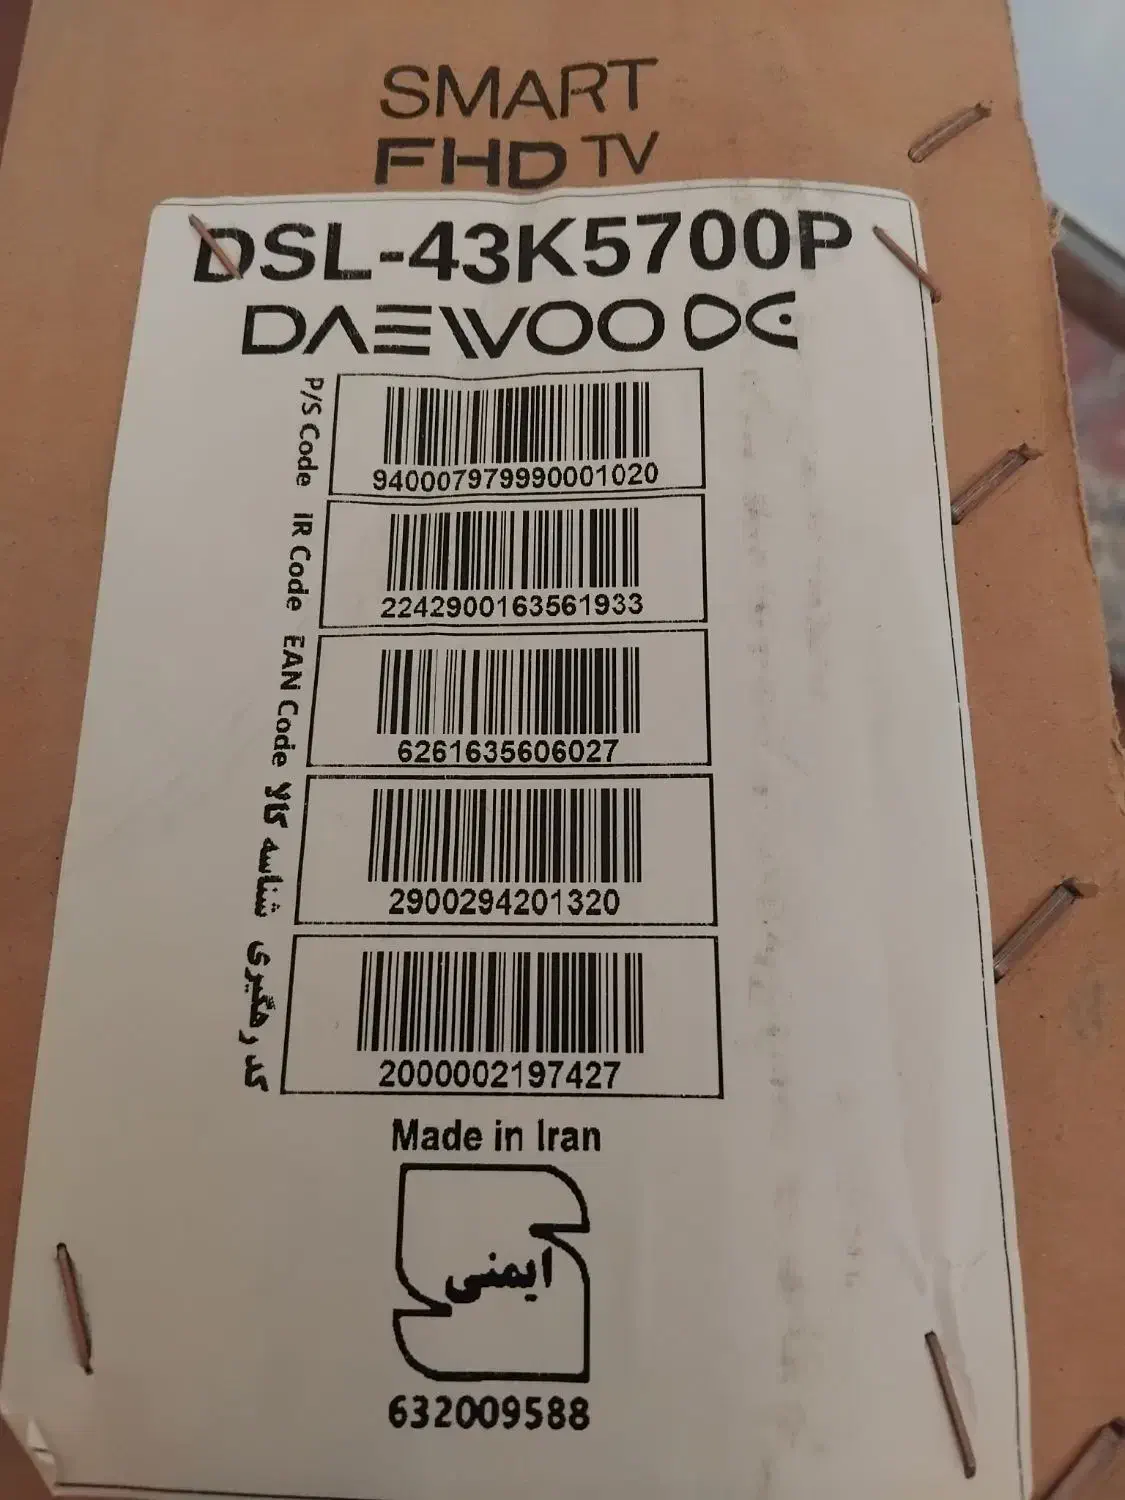 SMART
FHD TV
DSL-43K5700P
DAEWOO
P/S Code
940007979990001020
IR Code
2242900163561933
EAN Code
6261635606027
شناسه کالا
2900294201320
کد رهگیری
2000002197427
Made in Iran
ایمنی
632009588